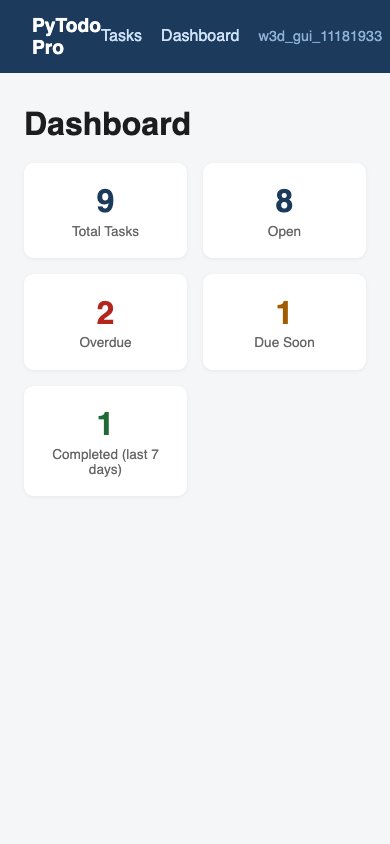 PyTodo
Pro
Tasks
Dashboard
w3d_gui_11181933
Dashboard
9
Total Tasks
8
Open
2
Overdue
1
Due Soon
1
Completed (last 7
days)